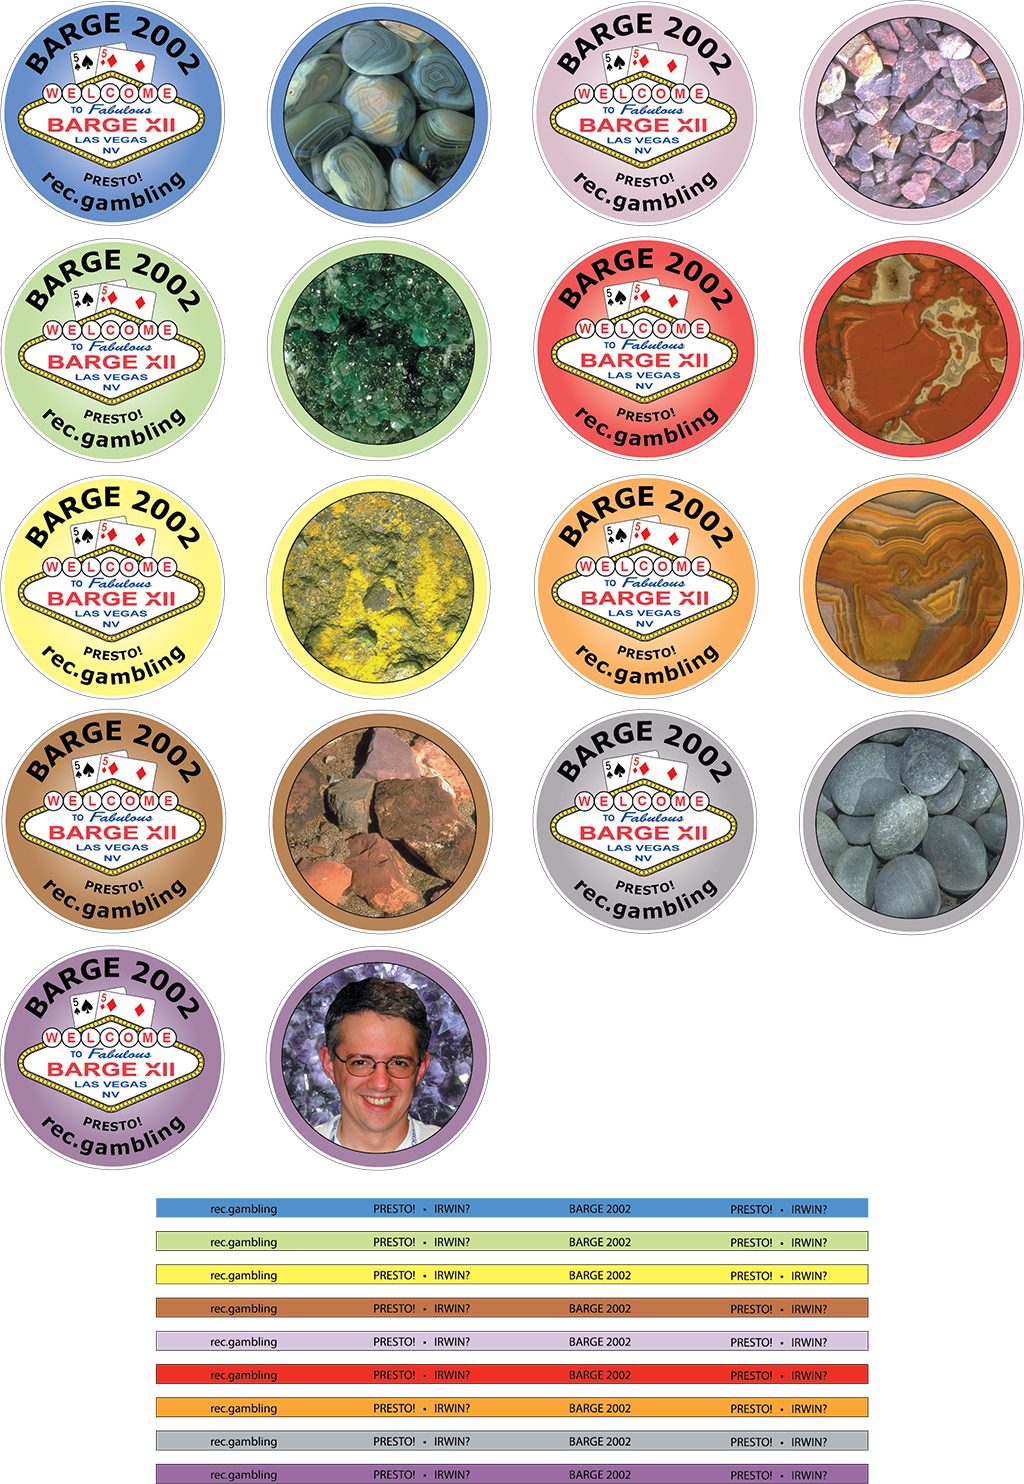 BARGE 2002
5 5
WELCOME
TO Fabulous
BARGE XII
LAS VEGAS
NV
PRESTO!
rec.gambling
BARGE 2002
5 5
WELCOME
TO Fabulous
BARGE XII
LAS VEGAS
NV
PRESTO!
rec.gambling
BARGE 2002
5 5
WELCOME
TO Fabulous
BARGE XII
LAS VEGAS
NV
PRESTO!
rec.gambling
BARGE 2002
5 5
WELCOME
TO Fabulous
BARGE XII
LAS VEGAS
NV
PRESTO!
rec.gambling
BARGE 2002
5 5
WELCOME
TO Fabulous
BARGE XII
LAS VEGAS
NV
PRESTO!
rec.gambling
BARGE 2002
5 5
WELCOME
TO Fabulous
BARGE XII
LAS VEGAS
NV
PRESTO!
rec.gambling
BARGE 2002
5 5
WELCOME
TO Fabulous
BARGE XII
LAS VEGAS
NV
PRESTO!
rec.gambling
BARGE 2002
5 5
WELCOME
TO Fabulous
BARGE XII
LAS VEGAS
NV
PRESTO!
rec.gambling
BARGE 2002
5 5
WELCOME
TO Fabulous
BARGE XII
LAS VEGAS
NV
PRESTO!
rec.gambling
rec.gambling PRESTO! • IRWIN? BARGE 2002 PRESTO! • IRWIN?
rec.gambling PRESTO! • IRWIN? BARGE 2002 PRESTO! • IRWIN?
rec.gambling PRESTO! • IRWIN? BARGE 2002 PRESTO! • IRWIN?
rec.gambling PRESTO! • IRWIN? BARGE 2002 PRESTO! • IRWIN?
rec.gambling PRESTO! • IRWIN? BARGE 2002 PRESTO! • IRWIN?
rec.gambling PRESTO! • IRWIN? BARGE 2002 PRESTO! • IRWIN?
rec.gambling PRESTO! • IRWIN? BARGE 2002 PRESTO! • IRWIN?
rec.gambling PRESTO! • IRWIN? BARGE 2002 PRESTO! • IRWIN?
rec.gambling PRESTO! • IRWIN? BARGE 2002 PRESTO! • IRWIN?